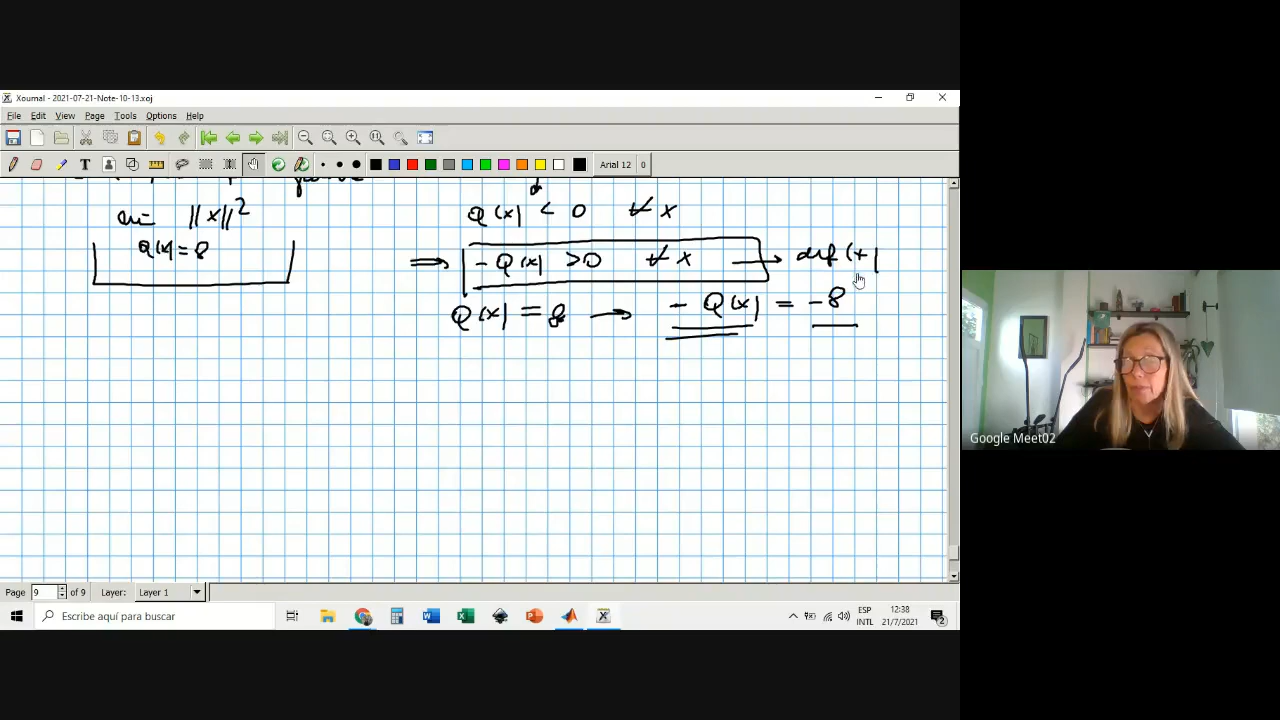 Xournal - 2021-07-21-Note-10-13.xoj
File Edit View Page Tools Options Help
Arial 12 0
||x||²
Q(x) = 8
Q(x) < 0 ∀ x
⟹ - Q(x) > 0 ∀ x → def (+)
Q(x) = 8 → - Q(x) = -8
Google Meet02
Page 9 of 9 Layer: Layer 1
Escribe aquí para buscar
ESP
INTL
12:38
21/7/2021
2